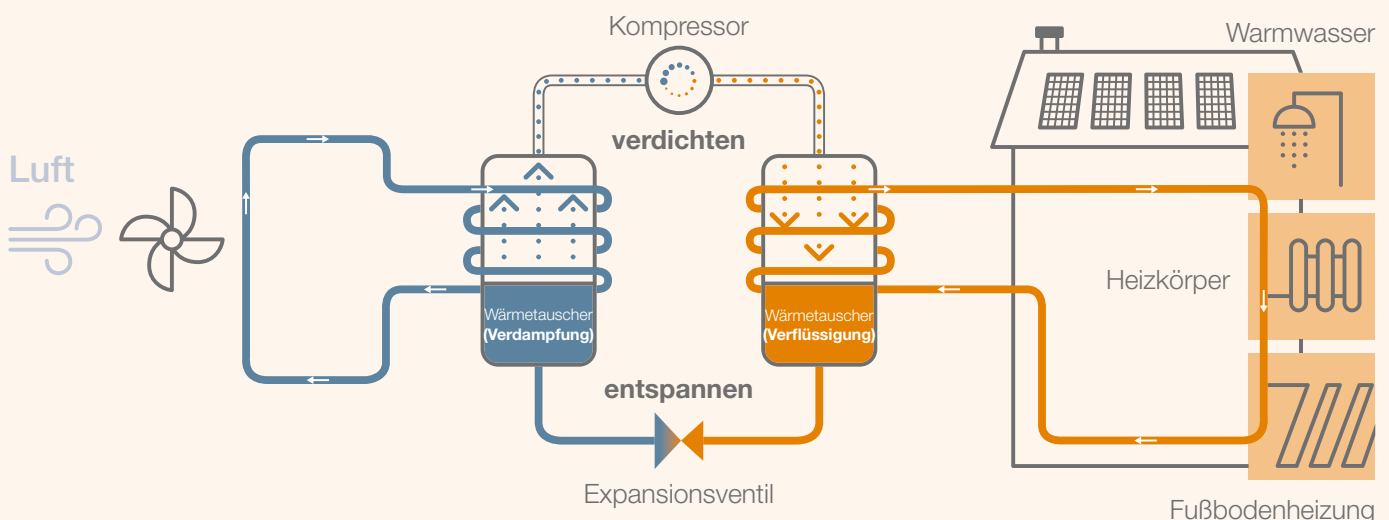 Kompressor
Warmwasser
verdichten
Luft
Heizkörper
Wärmetauscher
(Verdampfung)
Wärmetauscher
(Verflüssigung)
entspannen
Expansionsventil
Fußbodenheizung